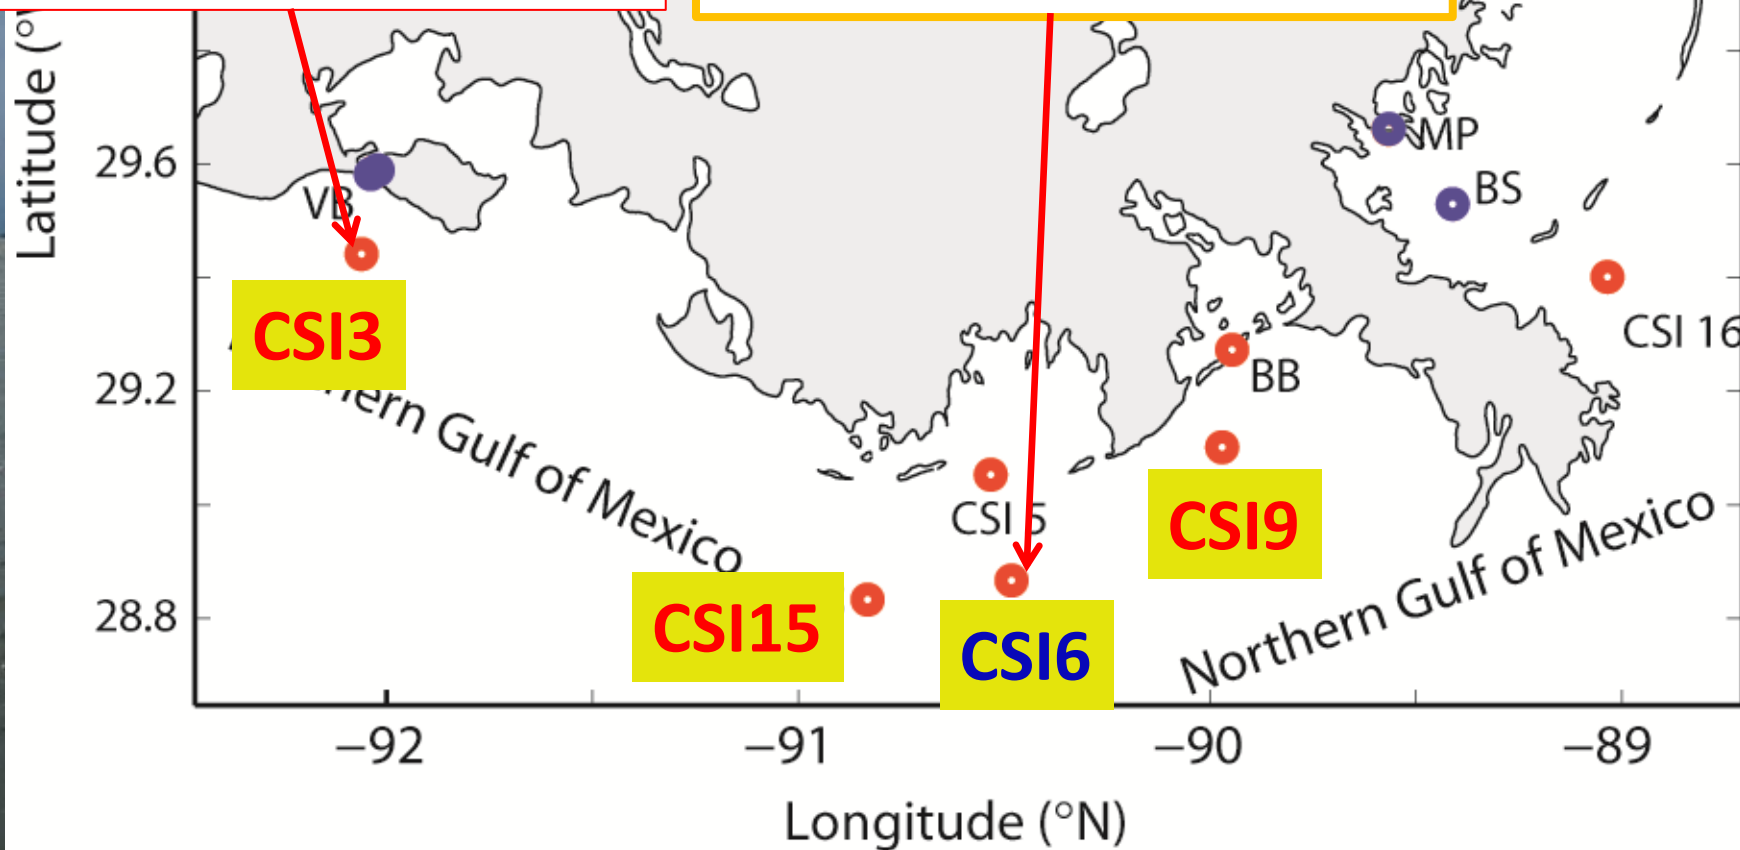 Latitude (°
29.6
29.2
28.8
MP
BS
VB
CSI3
CSI 16
BB
hern Gulf of Mexico
CSI 5
CSI9
CSI15
CSI6
Northern Gulf of Mexico
−92
−91
−90
−89
Longitude (°N)